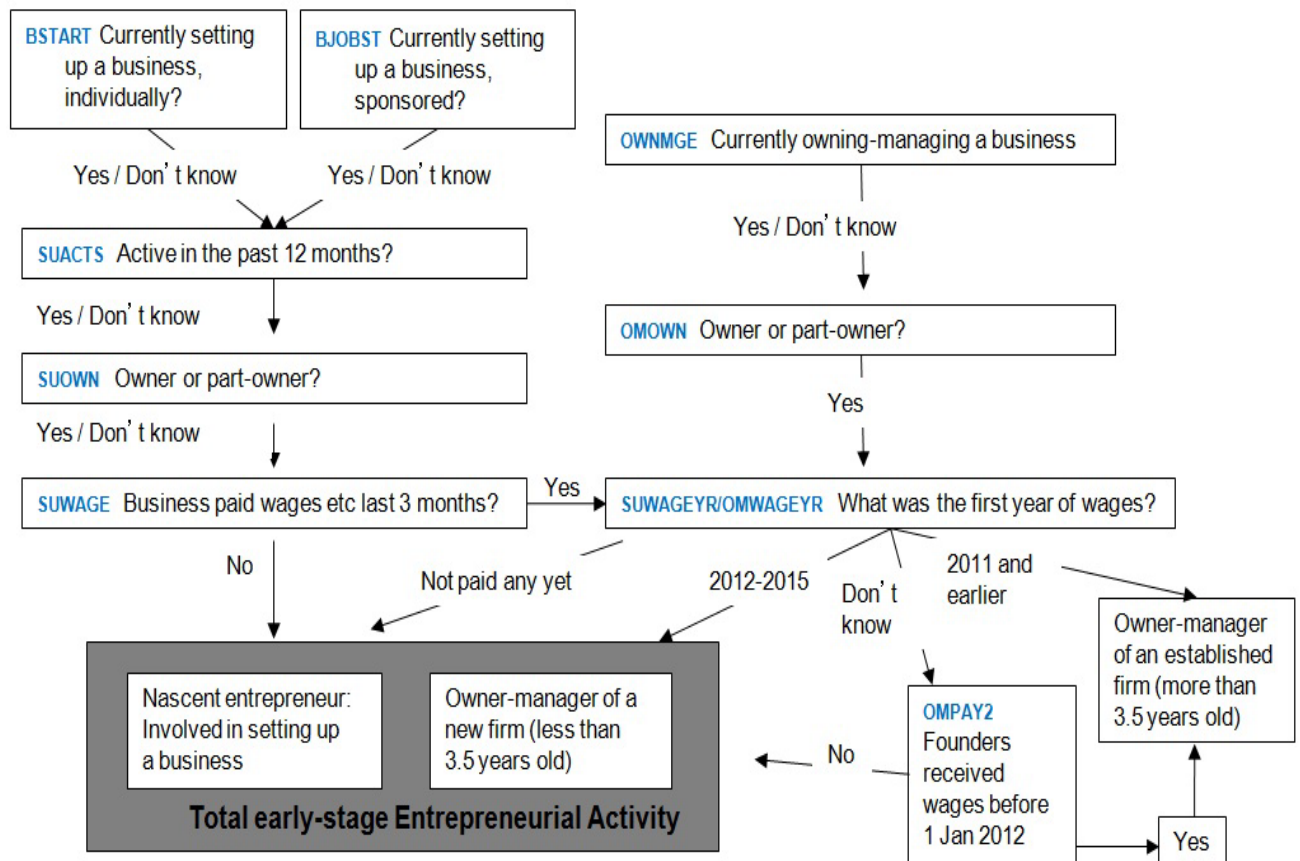 BSTART Currently setting
up a business,
individually?
BJOBST Currently setting
up a business,
sponsored?
OWNMGE Currently owning-managing a business
Yes / Don’ t know
Yes / Don’ t know
Yes / Don’ t know
SUACTS Active in the past 12 months?
Yes / Don’ t know
OMOWN Owner or part-owner?
SUOWN Owner or part-owner?
Yes
Yes / Don’ t know
SUWAGE Business paid wages etc last 3 months?
Yes
SUWAGEYR/OMWAGEYR What was the first year of wages?
No
Not paid any yet
2012-2015
Don’ t
know
2011 and
earlier
Owner-manager
of an established
firm (more than
3.5 years old)
Nascent entrepreneur:
Involved in setting up
a business
Owner-manager of a
new firm (less than
3.5 years old)
Total early-stage Entrepreneurial Activity
No
OMPAY2
Founders
received
wages before
1 Jan 2012
Yes